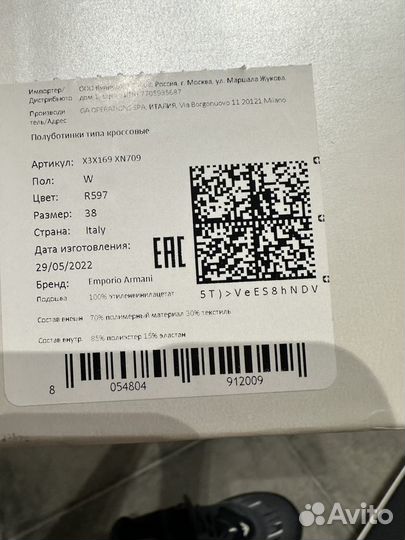 Импортер/ ООО Россия, г. Москва, ул. Маршала Жукова,
Дистрибьюто дом 1,
Производи GA OPERATIONS SPA, ИТАЛИЯ, Via Borgonuovo 11 20121 Milano
тель/Адрес
Полуботинки типа кроссовые
Артикул: X3X169 XN709
Пол: W
Цвет: R597
Размер: 38
Страна: Italy
Дата изготовления:
29/05/2022
EAC
Бренд: Emporio Armani
Подошва 100% этиленвинилацетат
5T)>VeES8hNDV
Состав внешн 70% полимерный материал 30% текстиль
Состав внутр. 85% полиэстер 15% эластан
8 054804 912009
Avito